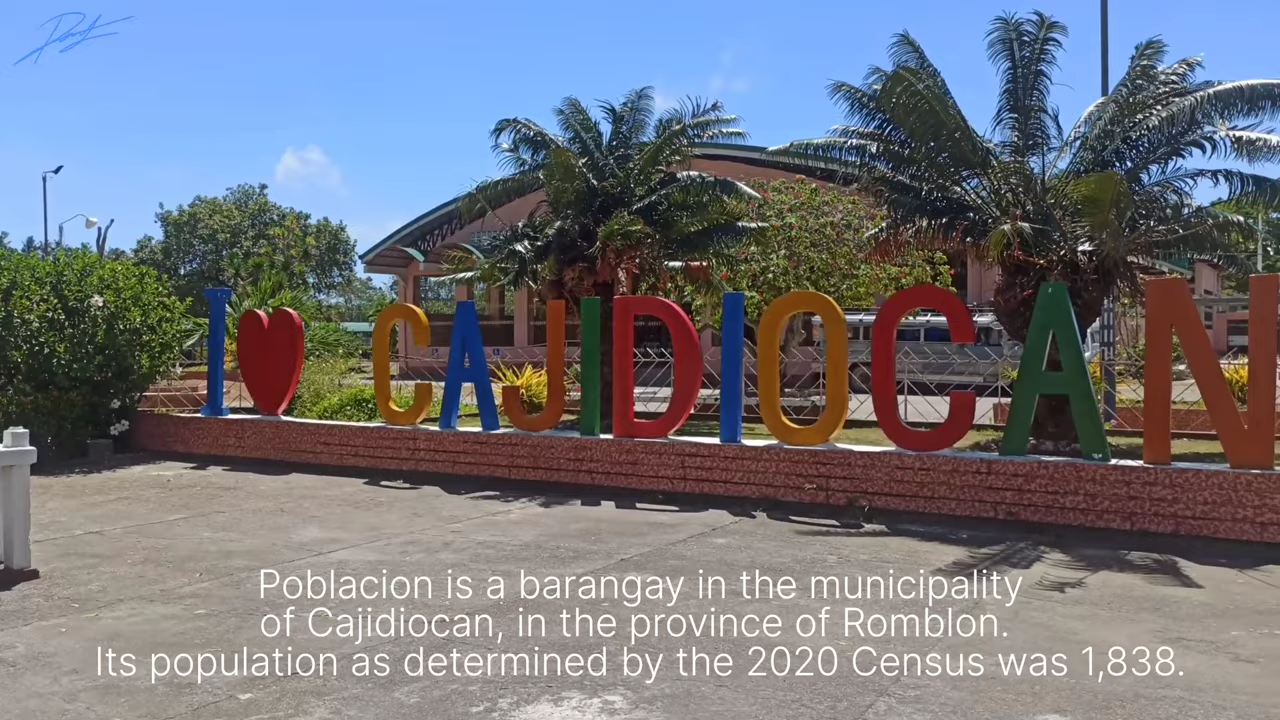 I ❤ CAJIDIOCAN
Poblacion is a barangay in the municipality
of Cajidiocan, in the province of Romblon.
Its population as determined by the 2020 Census was 1,838.